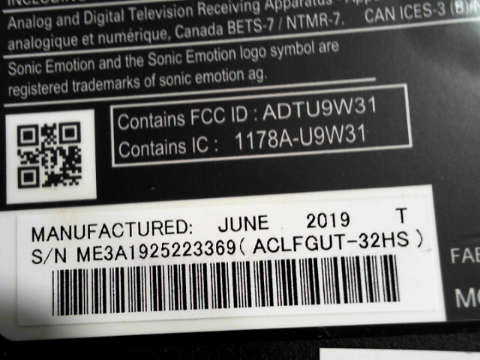 Analog and Digital Television Receiving Apparatus
analogique et numérique, Canada BETS-7 / NTMR-7. CAN ICES-3 (B)/
Sonic Emotion and the Sonic Emotion logo symbol are
registered trademarks of sonic emotion ag.
Contains FCC ID : ADTU9W31
Contains IC : 1178A-U9W31
MANUFACTURED: JUNE 2019 T
S/N ME3A1925223369( ACLFGUT-32HS )